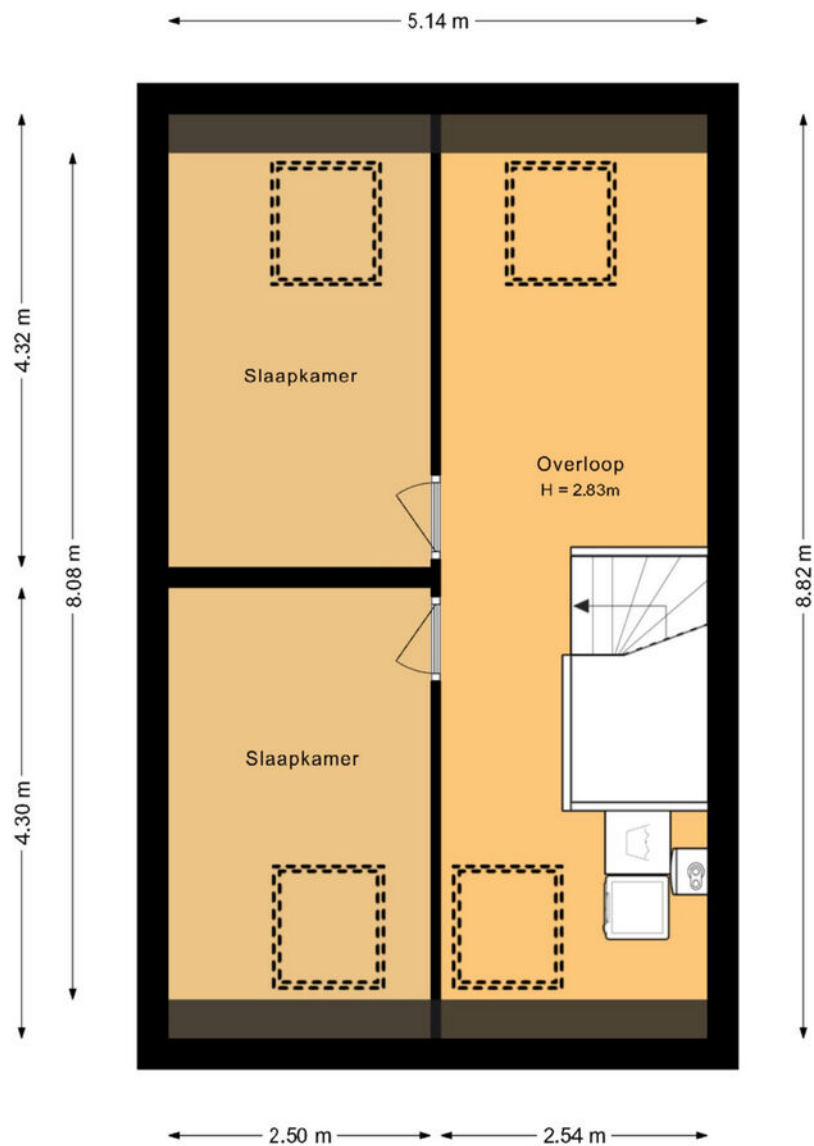 5.14 m
4.32 m
8.08 m
4.30 m
8.82 m
Slaapkamer
Overloop
H = 2.83m
Slaapkamer
2.50 m
2.54 m